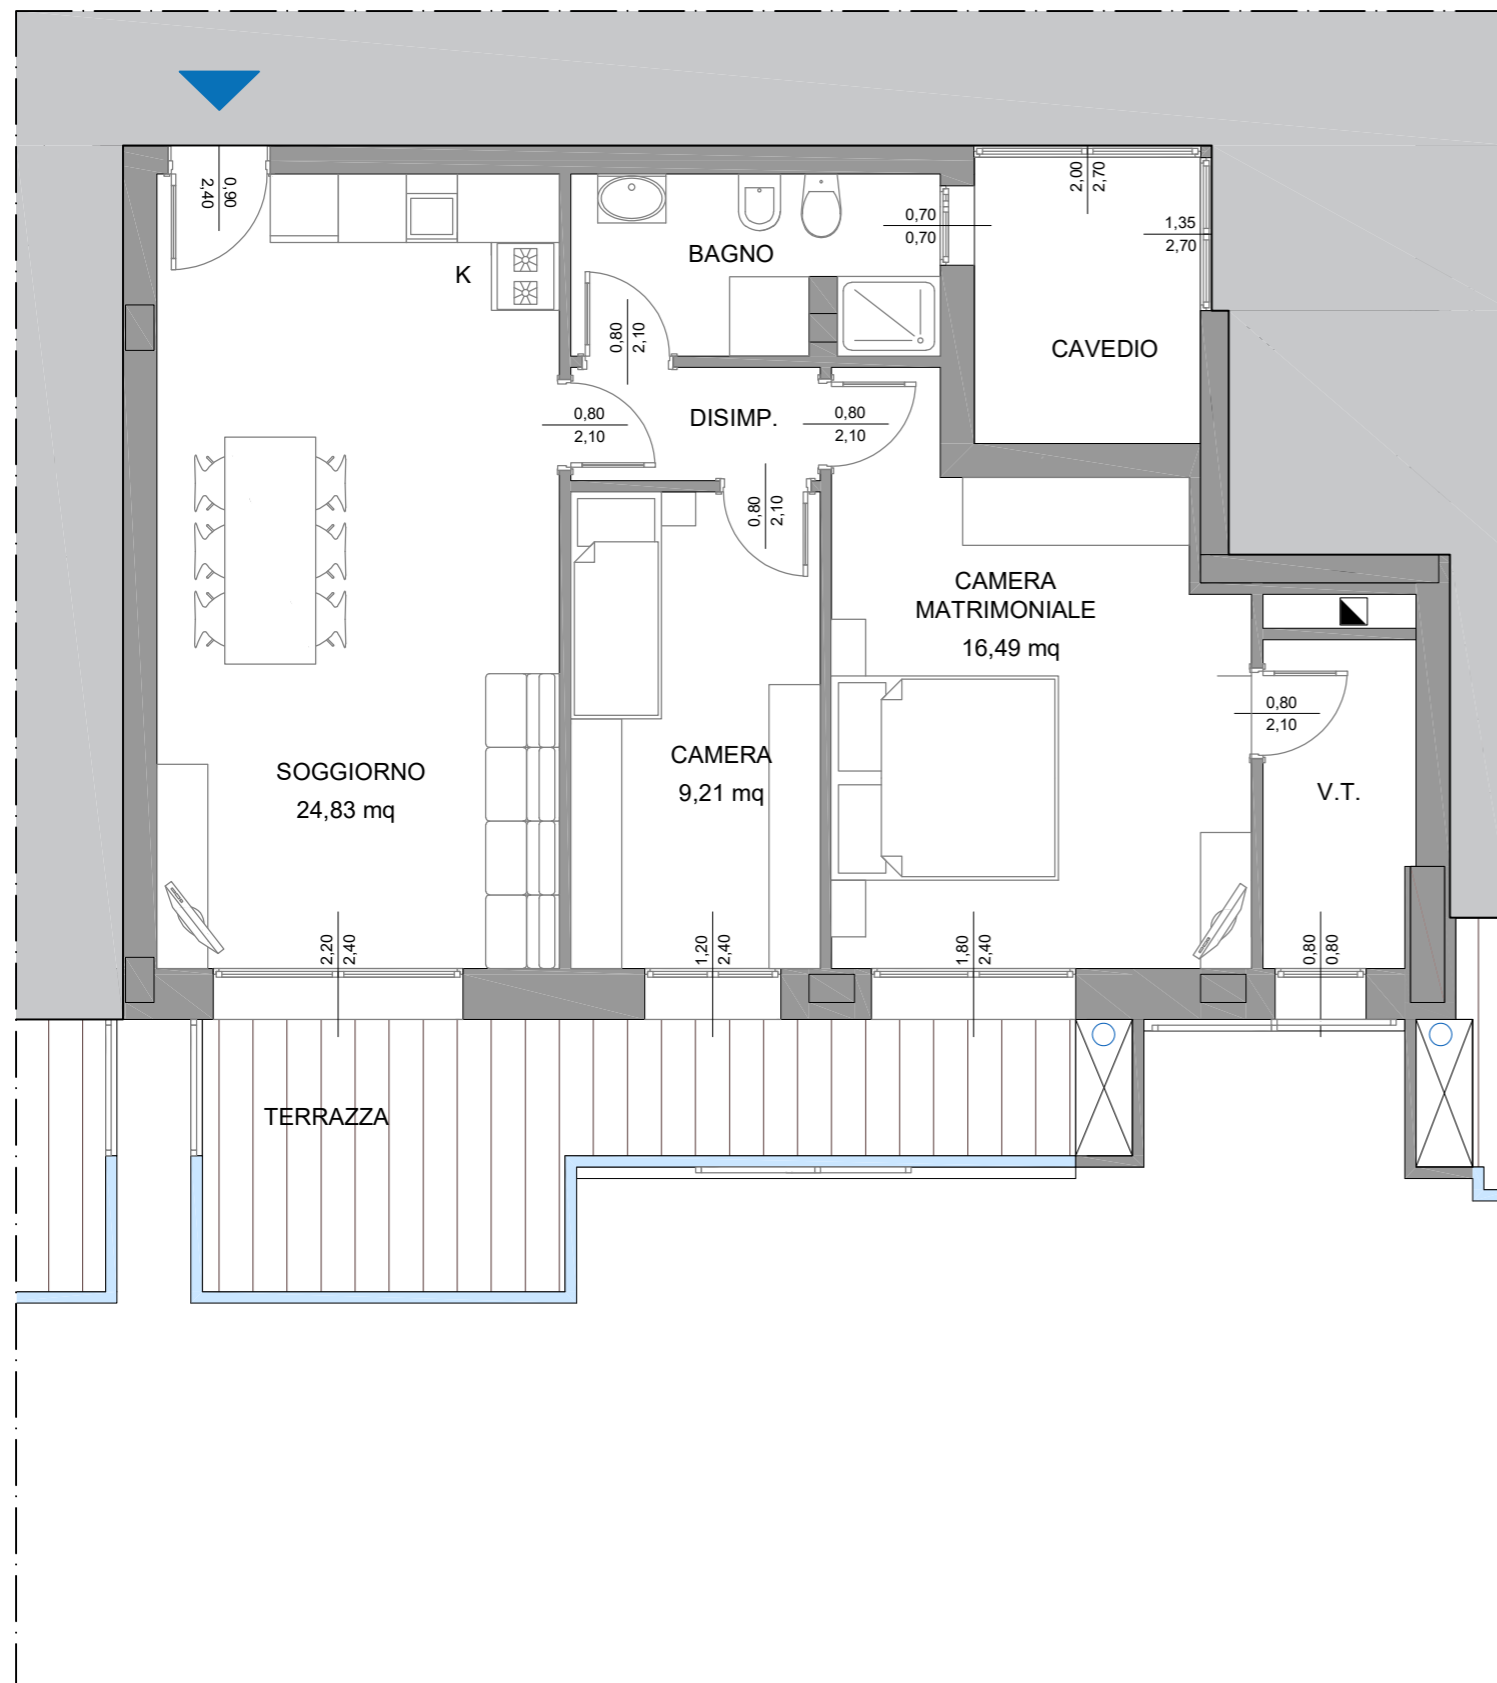 0,90
2,40
2,00
2,70
1,35
2,70
0,70
0,70
BAGNO
K
0,80
2,10
CAVEDIO
0,80
2,10
DISIMP.
0,80
2,10
0,80
2,10
CAMERA
MATRIMONIALE
16,49 mq
0,80
2,10
CAMERA
9,21 mq
SOGGIORNO
24,83 mq
V.T.
2,20
2,40
1,20
2,40
1,80
2,40
0,80
0,80
TERRAZZA